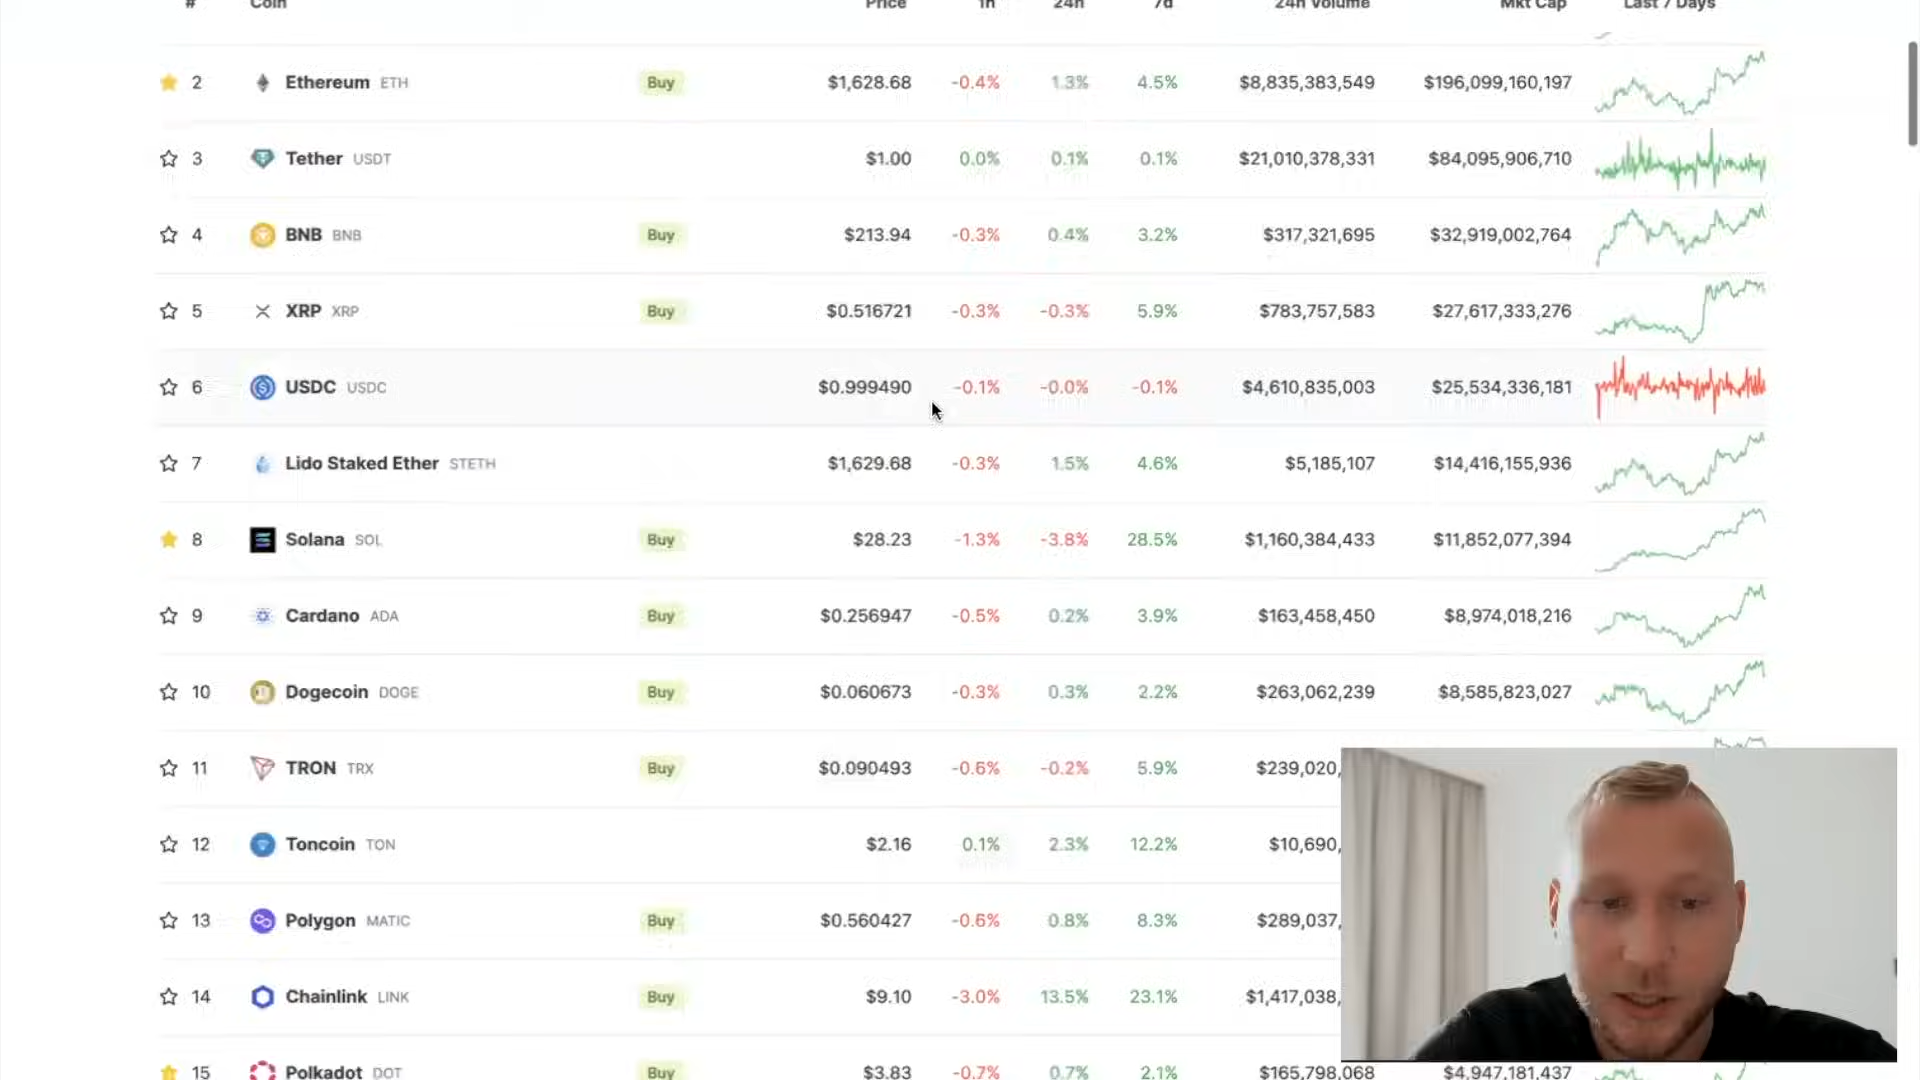 # Coin Price 1h 24h 7d 24h Volume Mkt Cap Last 7 Days
2 Ethereum ETH Buy $1,628.68 -0.4% 1.3% 4.5% $8,835,383,549 $196,099,160,197
3 Tether USDT $1.00 0.0% 0.1% 0.1% $21,010,378,331 $84,095,906,710
4 BNB BNB Buy $213.94 -0.3% 0.4% 3.2% $317,321,695 $32,919,002,764
5 XRP XRP Buy $0.516721 -0.3% -0.3% 5.9% $783,757,583 $27,617,333,276
6 USDC USDC $0.999490 -0.1% -0.0% -0.1% $4,610,835,003 $25,534,336,181
7 Lido Staked Ether STETH $1,629.68 -0.3% 1.5% 4.6% $5,185,107 $14,416,155,936
8 Solana SOL Buy $28.23 -1.3% -3.8% 28.5% $1,160,384,433 $11,852,077,394
9 Cardano ADA Buy $0.256947 -0.5% 0.2% 3.9% $163,458,450 $8,974,018,216
10 Dogecoin DOGE Buy $0.060673 -0.3% 0.3% 2.2% $263,062,239 $8,585,823,027
11 TRON TRX Buy $0.090493 -0.6% -0.2% 5.9% $239,020,
12 Toncoin TON $2.16 0.1% 2.3% 12.2% $10,690,
13 Polygon MATIC Buy $0.560427 -0.6% 0.8% 8.3% $289,037,
14 Chainlink LINK Buy $9.10 -3.0% 13.5% 23.1% $1,417,038,
15 Polkadot DOT Buy $3.83 -0.7% 0.7% 2.1% $165,798,068 $4,947,181,437